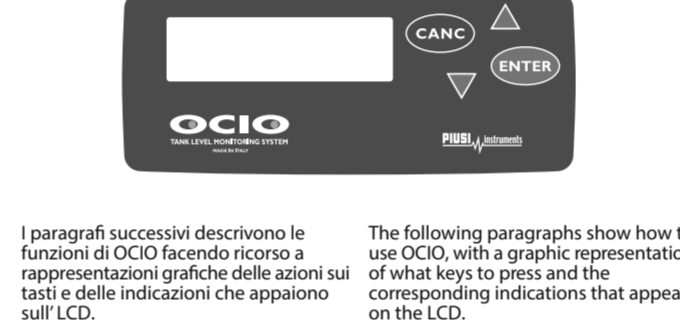 CANC
ENTER
OCIO
TANK LEVEL MONITORING SYSTEM
MADE IN ITALY
PIUSI instruments
I paragrafi successivi descrivono le
funzioni di OCIO facendo ricorso a
rappresentazioni grafiche delle azioni sui
tasti e delle indicazioni che appaiono
sull' LCD.
The following paragraphs show how t
use OCIO, with a graphic representatio
of what keys to press and the
corresponding indications that appea
on the LCD.